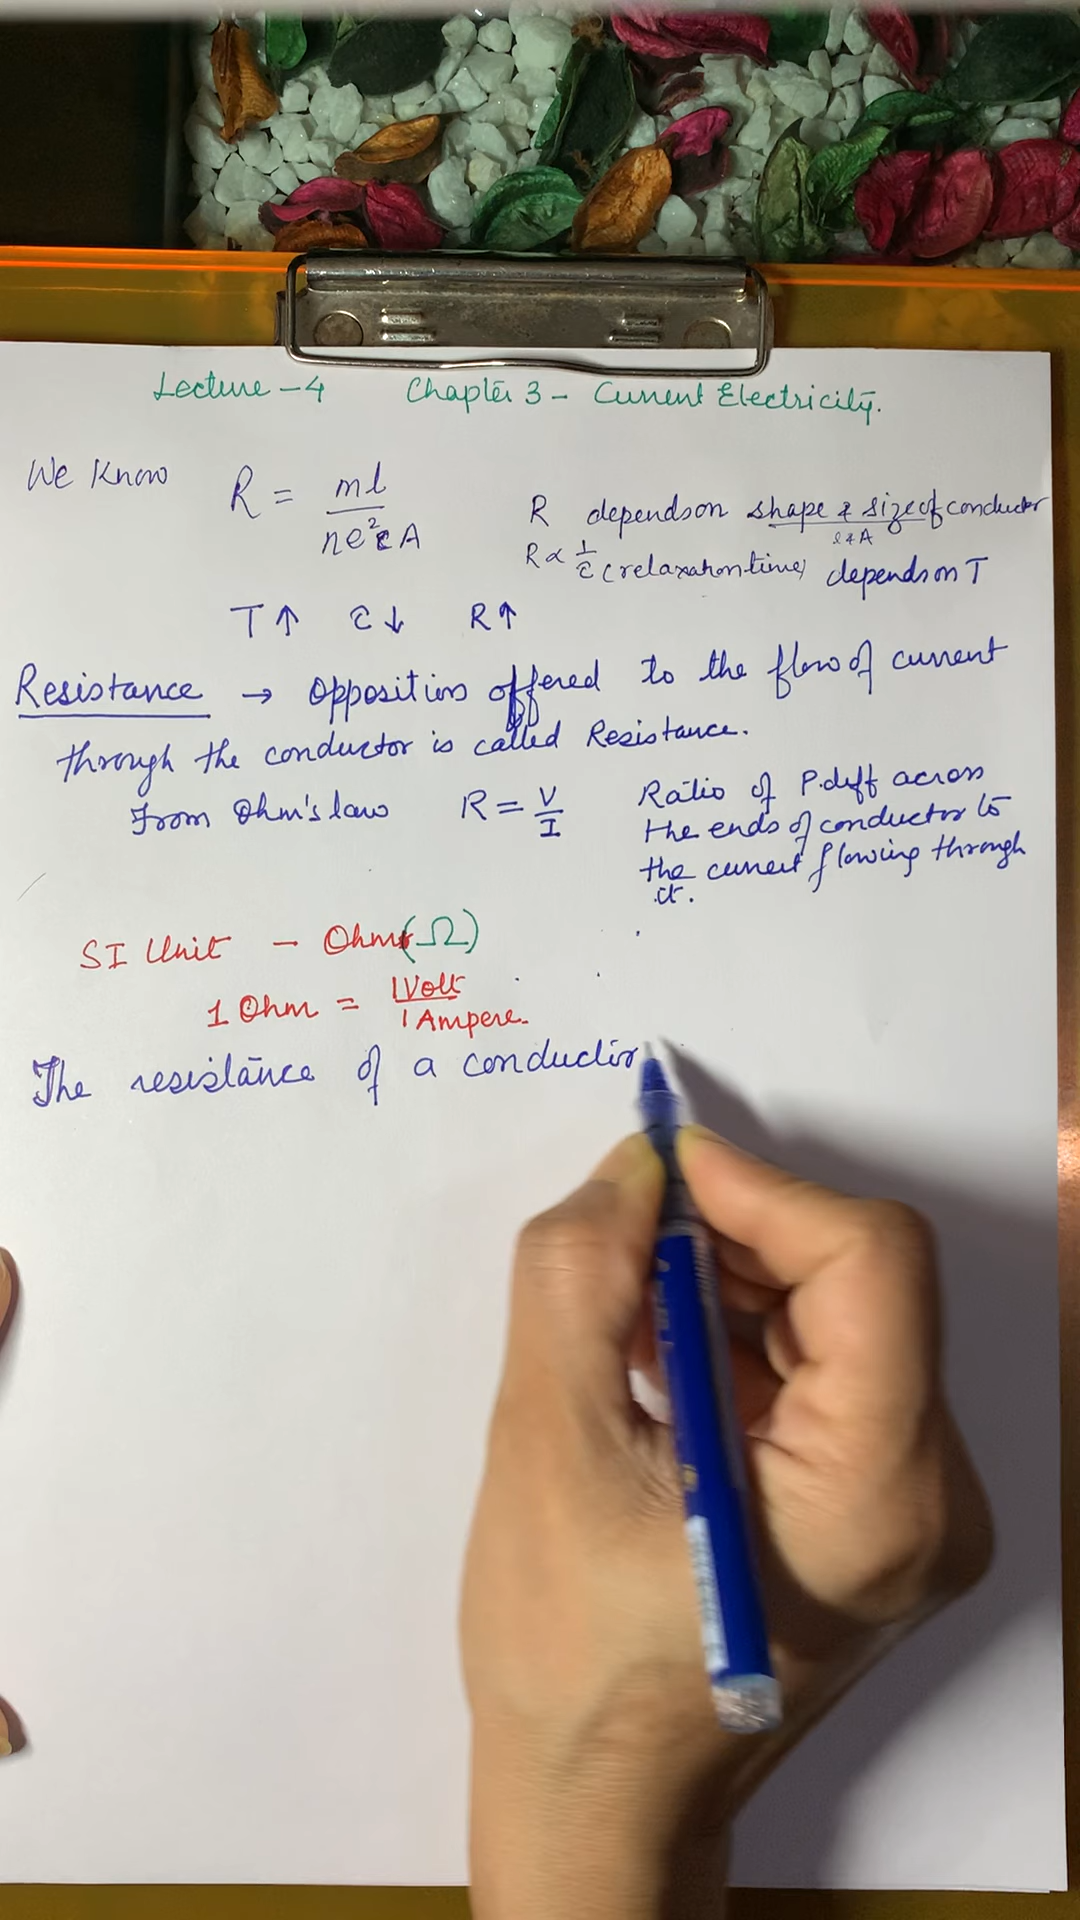 Lecture - 4 Chapter 3 - Current Electricity.
We Know R = ml / ne²τA
R depends on shape & size of conductor
l & A
R ∝ 1/τ (relaxation time) depends on T
T↑ τ↓ R↑
Resistance → Opposition offered to the flow of current
through the conductor is called Resistance.
From Ohm's law R = V/I
Ratio of P.diff across
the ends of conductor to
the current flowing through
it.
SI Unit - Ohm (Ω)
1 Ohm = 1 Volt / 1 Ampere.
The resistance of a conductor